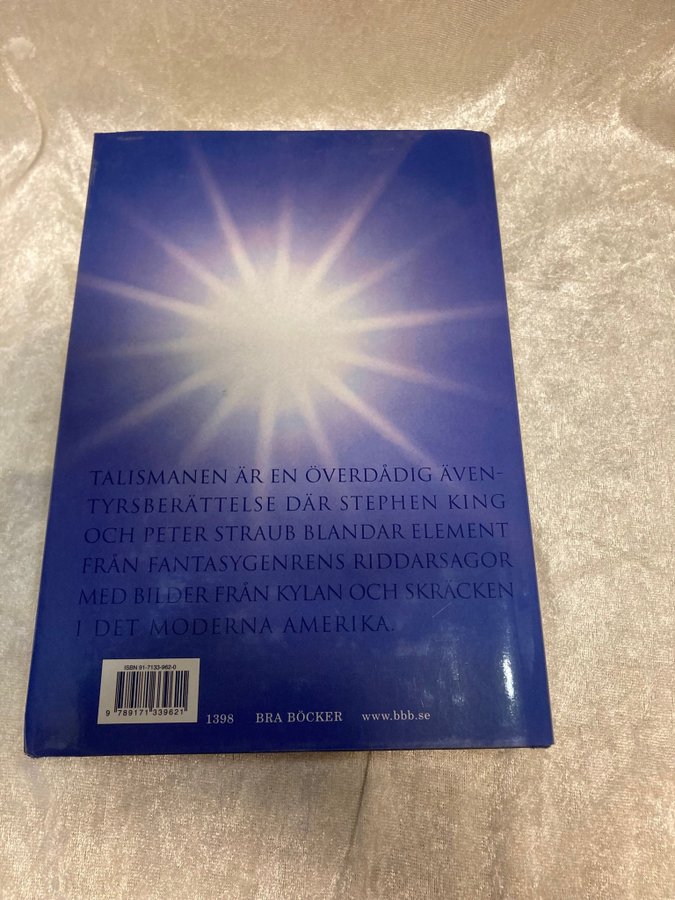 TALISMANEN ÄR EN ÖVERDÅDIG ÄVEN-
TYRSBERÄTTELSE DÄR STEPHEN KING
OCH PETER STRAUB BLANDAR ELEMENT
FRÅN FANTASYGENRENS RIDDARSAGOR
MED BILDER FRÅN KYLAN OCH SKRÄCKEN
I DET MODERNA AMERIKA.
ISBN 91-7133-962-0
9 789171 339621
1398 BRA BÖCKER www.bbb.se